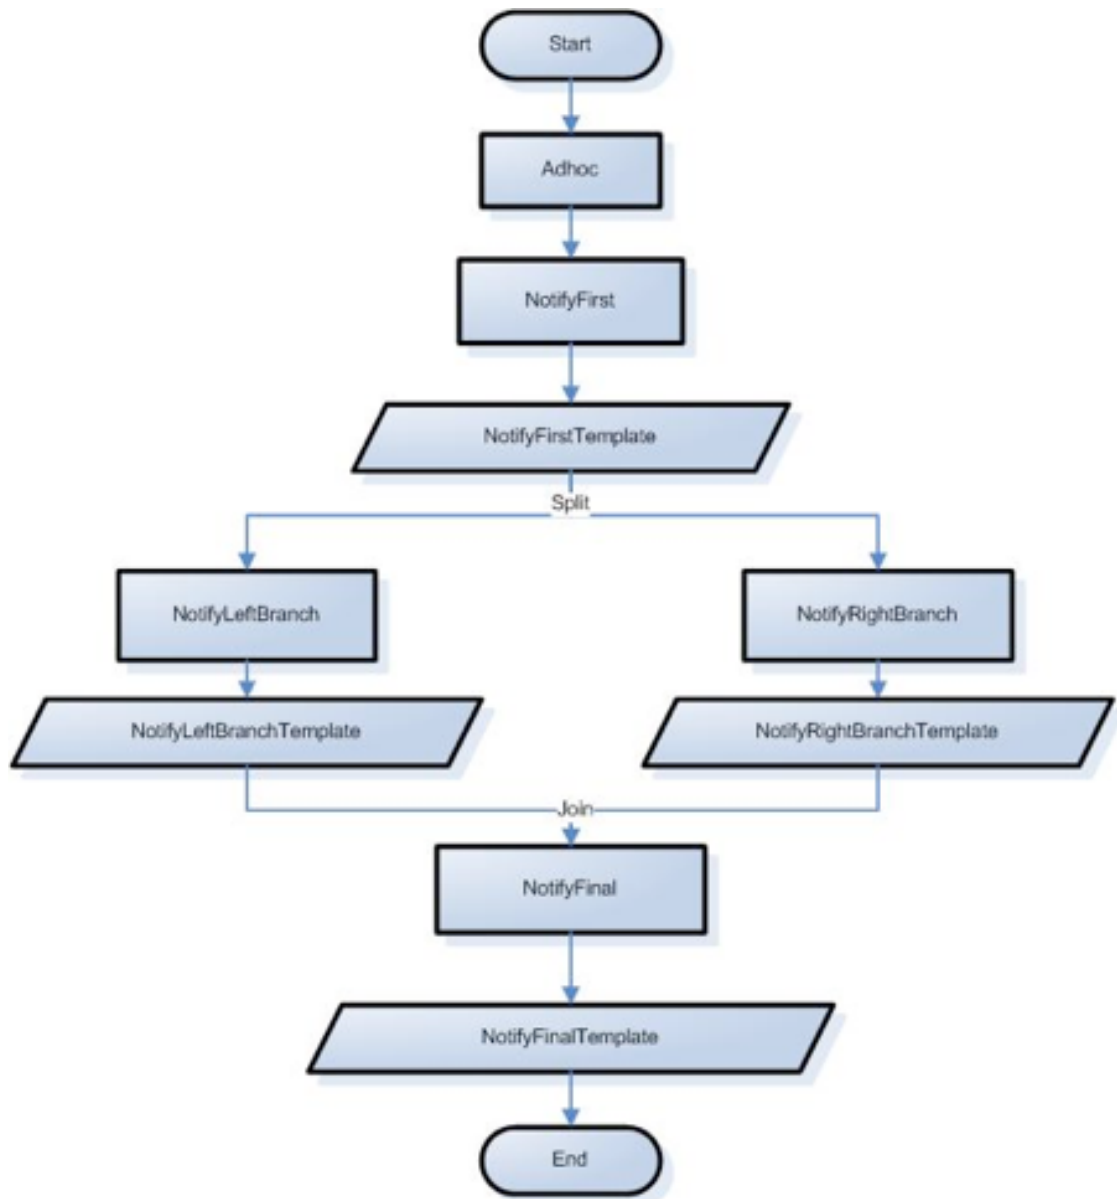 Start
Adhoc
NotifyFirst
NotifyFirstTemplate
Split
NotifyLeftBranch
NotifyRightBranch
NotifyLeftBranchTemplate
NotifyRightBranchTemplate
Join
NotifyFinal
NotifyFinalTemplate
End